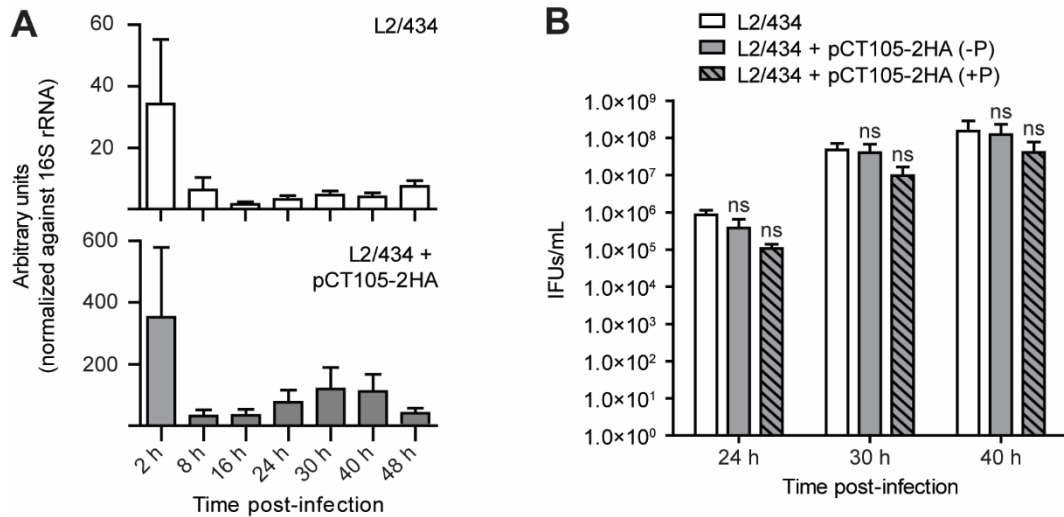 A
L2/434
60
40
20
Arbitrary units
(normalized against 16S rRNA)
L2/434 +
pCT105-2HA
600
400
200
2 h
8 h
16 h
24 h
30 h
40 h
48 h
Time post-infection
B
L2/434
L2/434 + pCT105-2HA (-P)
L2/434 + pCT105-2HA (+P)
1.0×10⁹
1.0×10⁸
1.0×10⁷
1.0×10⁶
1.0×10⁵
1.0×10⁴
1.0×10³
1.0×10²
1.0×10¹
1.0×10⁰
IFUs/mL
ns
ns
ns
ns
ns
ns
24 h
30 h
40 h
Time post-infection